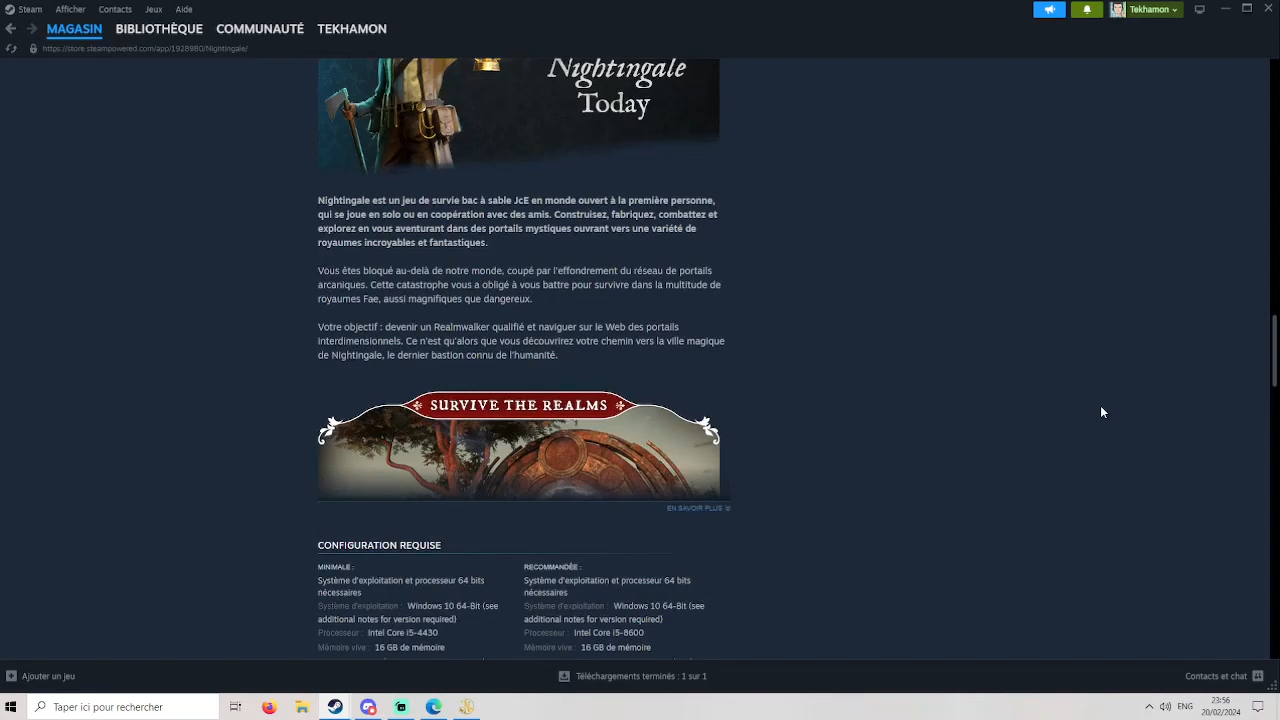 Steam Afficher Contacts Jeux Aide
Tekhamon
MAGASIN BIBLIOTHÈQUE COMMUNAUTÉ TEKHAMON
https://store.steampowered.com/app/1928980/Nightingale/
Nightingale
Today
Nightingale est un jeu de survie bac à sable JcE en monde ouvert à la première personne,
qui se joue en solo ou en coopération avec des amis. Construisez, fabriquez, combattez et
explorez en vous aventurant dans des portails mystiques ouvrant vers une variété de
royaumes incroyables et fantastiques.
Vous êtes bloqué au-delà de notre monde, coupé par l'effondrement du réseau de portails
arcaniques. Cette catastrophe vous a obligé à vous battre pour survivre dans la multitude de
royaumes Fae, aussi magnifiques que dangereux.
Votre objectif : devenir un Realmwalker qualifié et naviguer sur le Web des portails
interdimensionnels. Ce n'est qu'alors que vous découvrirez votre chemin vers la ville magique
de Nightingale, le dernier bastion connu de l'humanité.
SURVIVE THE REALMS
EN SAVOIR PLUS
CONFIGURATION REQUISE
MINIMALE : RECOMMANDÉE :
Système d'exploitation et processeur 64 bits Système d'exploitation et processeur 64 bits
nécessaires nécessaires
Système d'exploitation : Windows 10 64-Bit (see Système d'exploitation : Windows 10 64-Bit (see
additional notes for version required) additional notes for version required)
Processeur : Intel Core i5-4430 Processeur : Intel Core i5-8600
Mémoire vive : 16 GB de mémoire Mémoire vive : 16 GB de mémoire
Ajouter un jeu Téléchargements terminés : 1 sur 1 Contacts et chat
Taper ici pour rechercher
ENG
23:56
20/02/2024